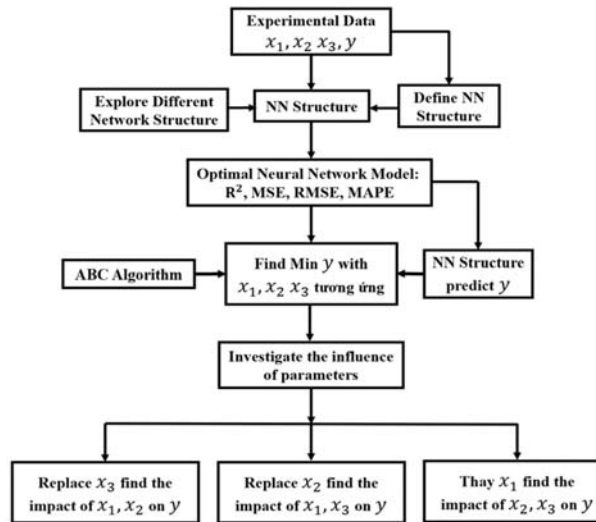 Experimental Data
x₁, x₂ x₃, y
Explore Different
Network Structure
NN Structure
Define NN
Structure
Optimal Neural Network Model:
R², MSE, RMSE, MAPE
ABC Algorithm
Find Min y with
x₁, x₂ x₃ tương ứng
NN Structure
predict y
Investigate the influence
of parameters
Replace x₃ find the
impact of x₁, x₂ on y
Replace x₂ find the
impact of x₁, x₃ on y
Thay x₁ find the
impact of x₂, x₃ on y